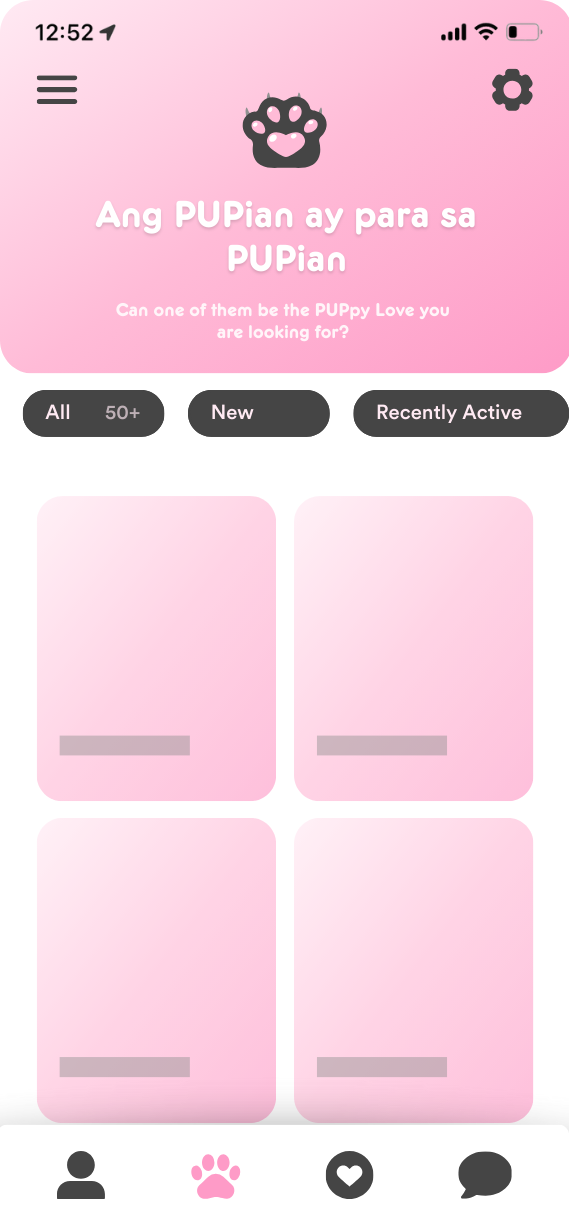 12:52
Ang PUPian ay para sa
PUPian
Can one of them be the PUPpy Love you
are looking for?
All 50+ New Recently Active